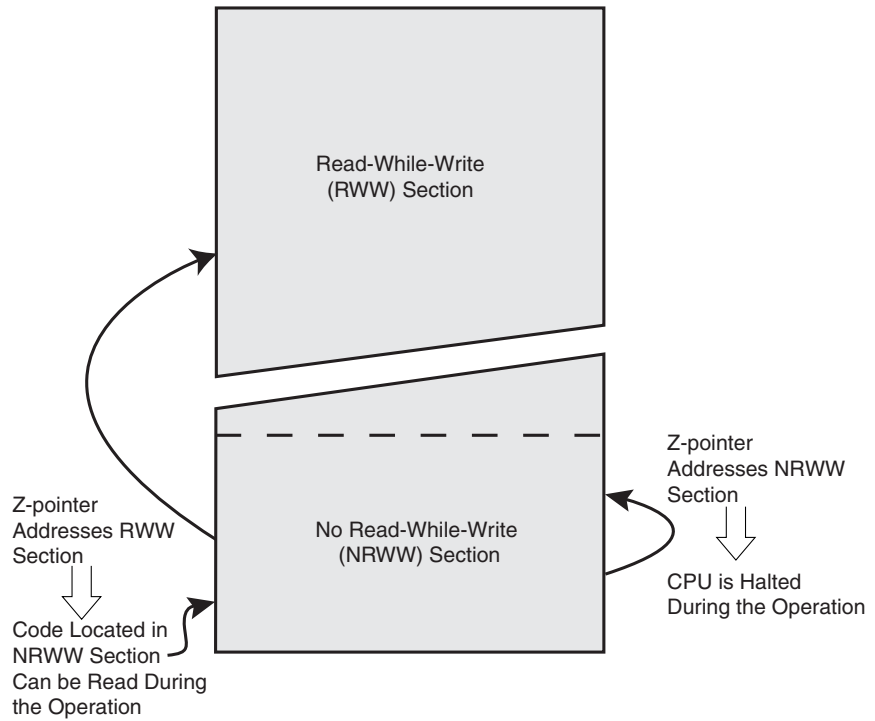 Read-While-Write
(RWW) Section
Z-pointer
Addresses NRWW
Section
Z-pointer
Addresses RWW
Section
No Read-While-Write
(NRWW) Section
CPU is Halted
During the Operation
Code Located in
NRWW Section
Can be Read During
the Operation